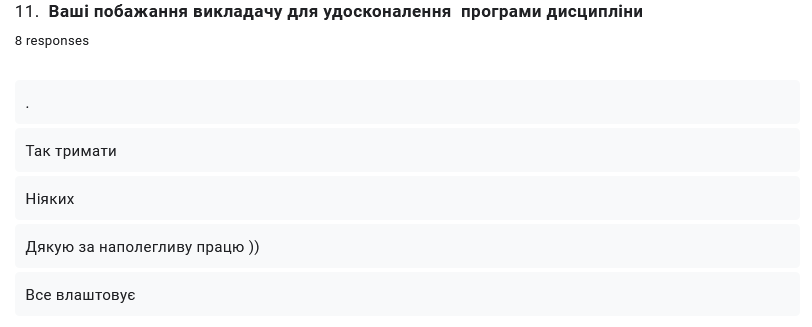 11. Ваші побажання викладачу для удосконалення програми дисципліни
8 responses
.
Так тримати
Ніяких
Дякую за наполегливу працю ))
Все влаштовує